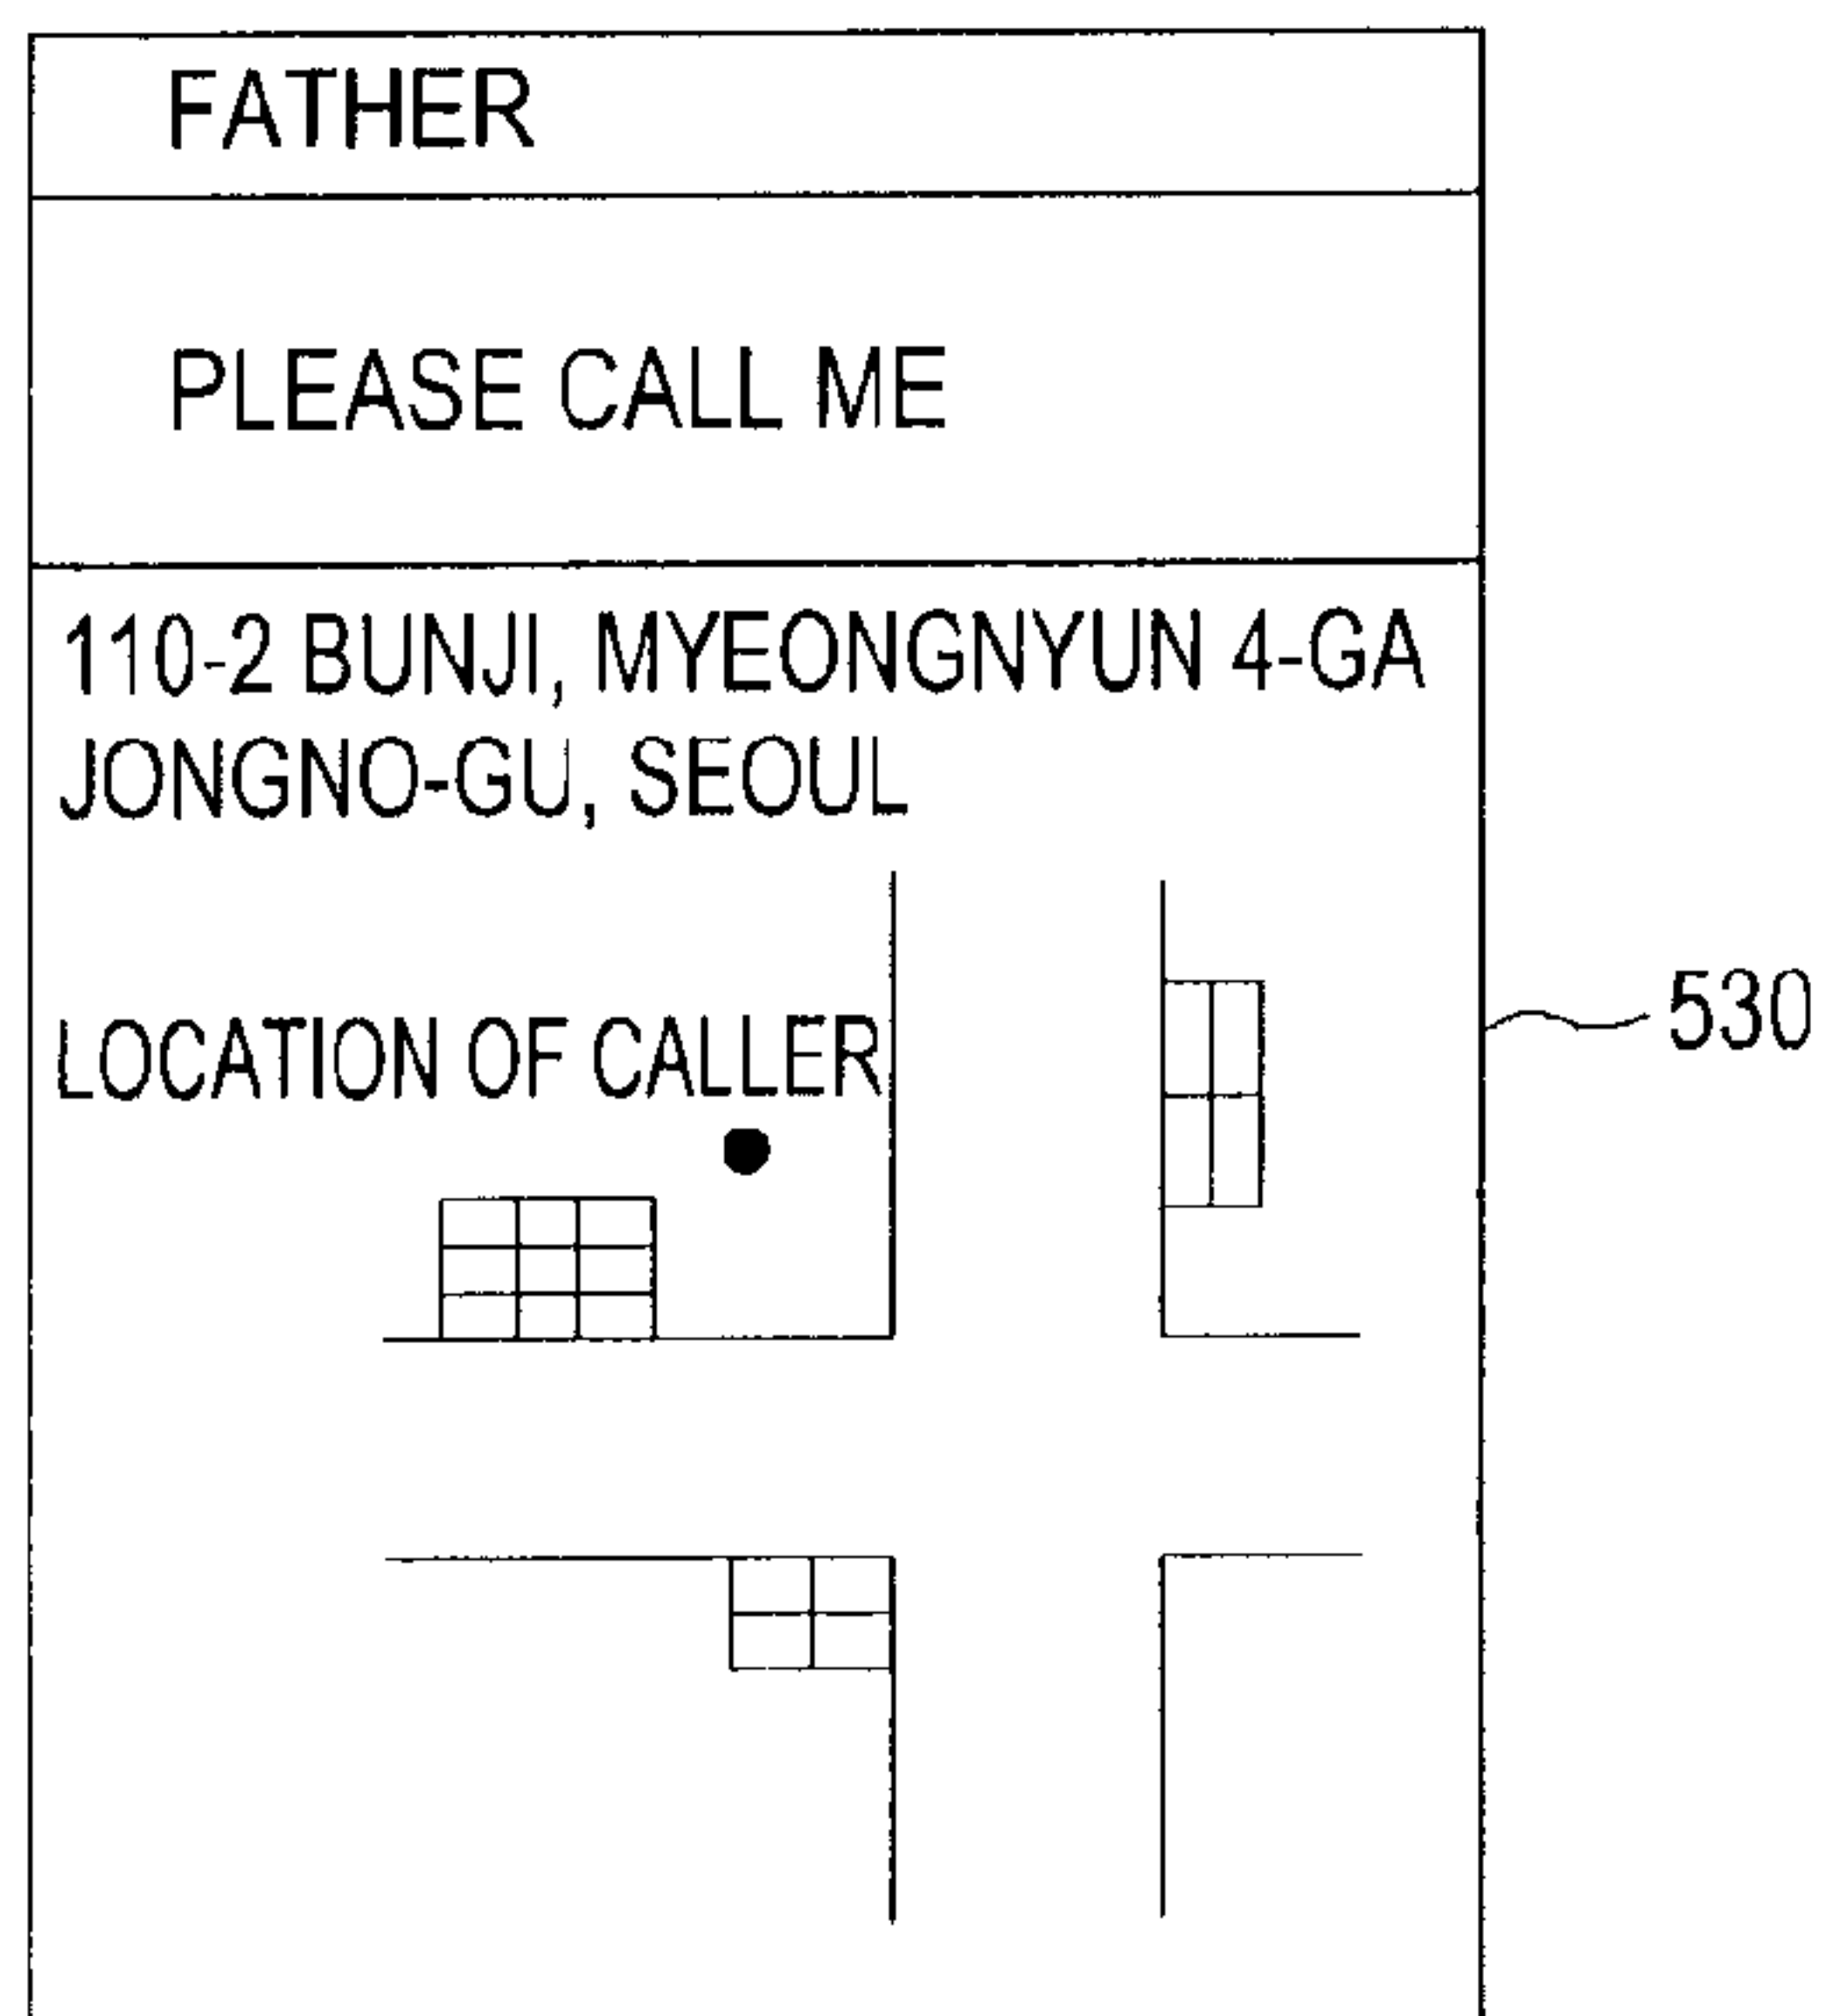 FATHER
PLEASE CALL ME
110-2 BUNJI, MYEONGNYUN 4-GA
JONGNO-GU, SEOUL
LOCATION OF CALLER
530